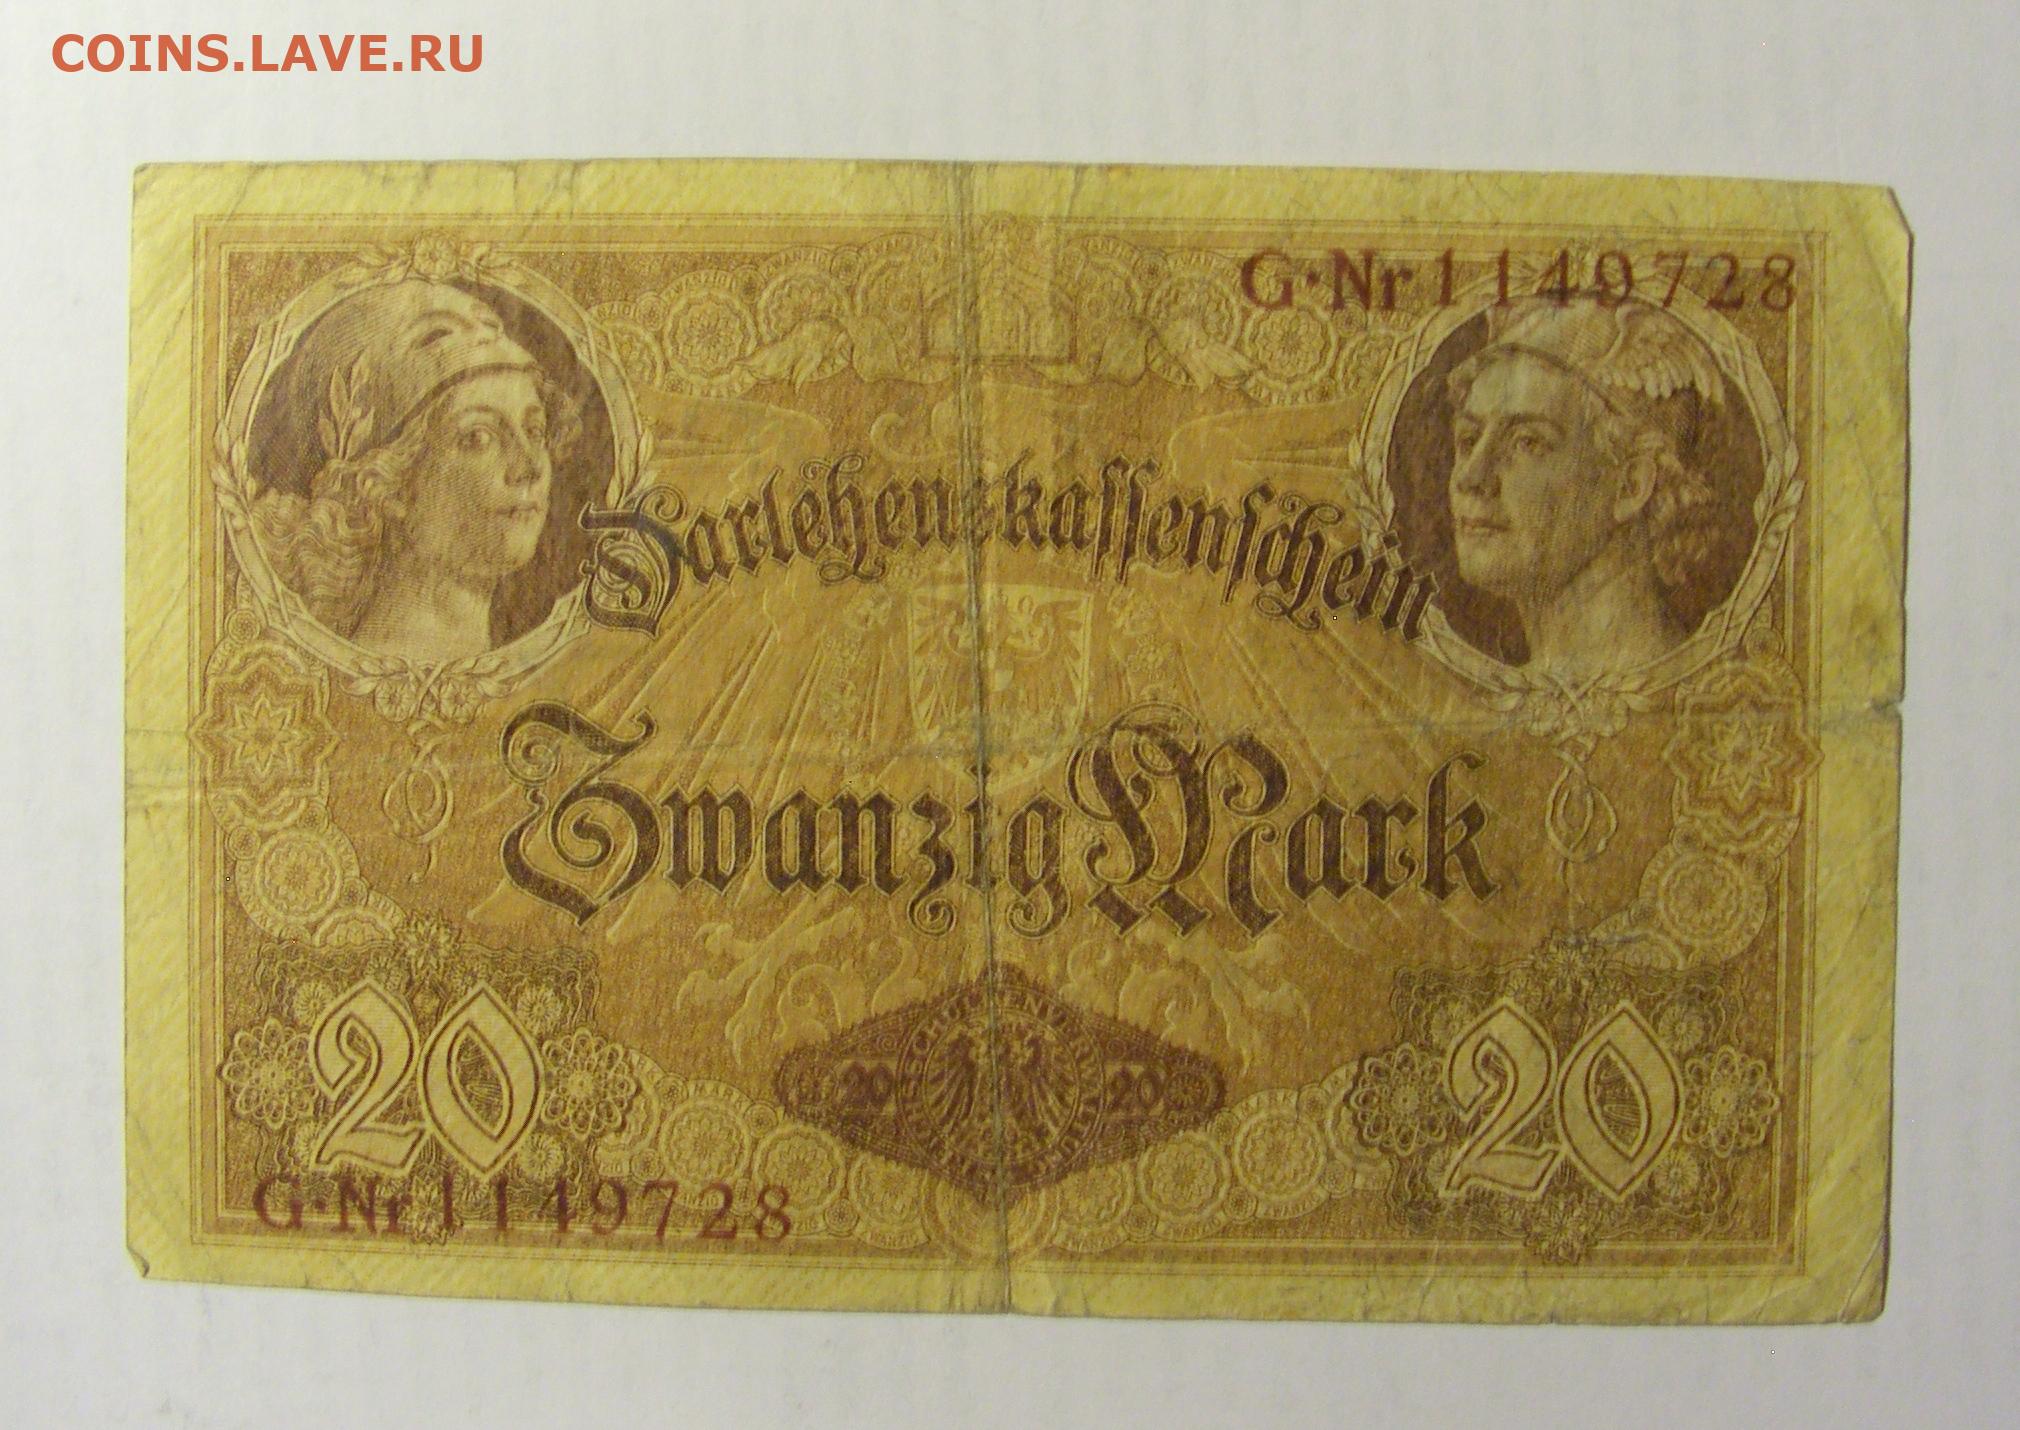 COINS.LAVE.RU
G·Nr 1149728
Darlehenskassenschein
Zwanzig Mark
20
20 20
20
G·Nr 1149728